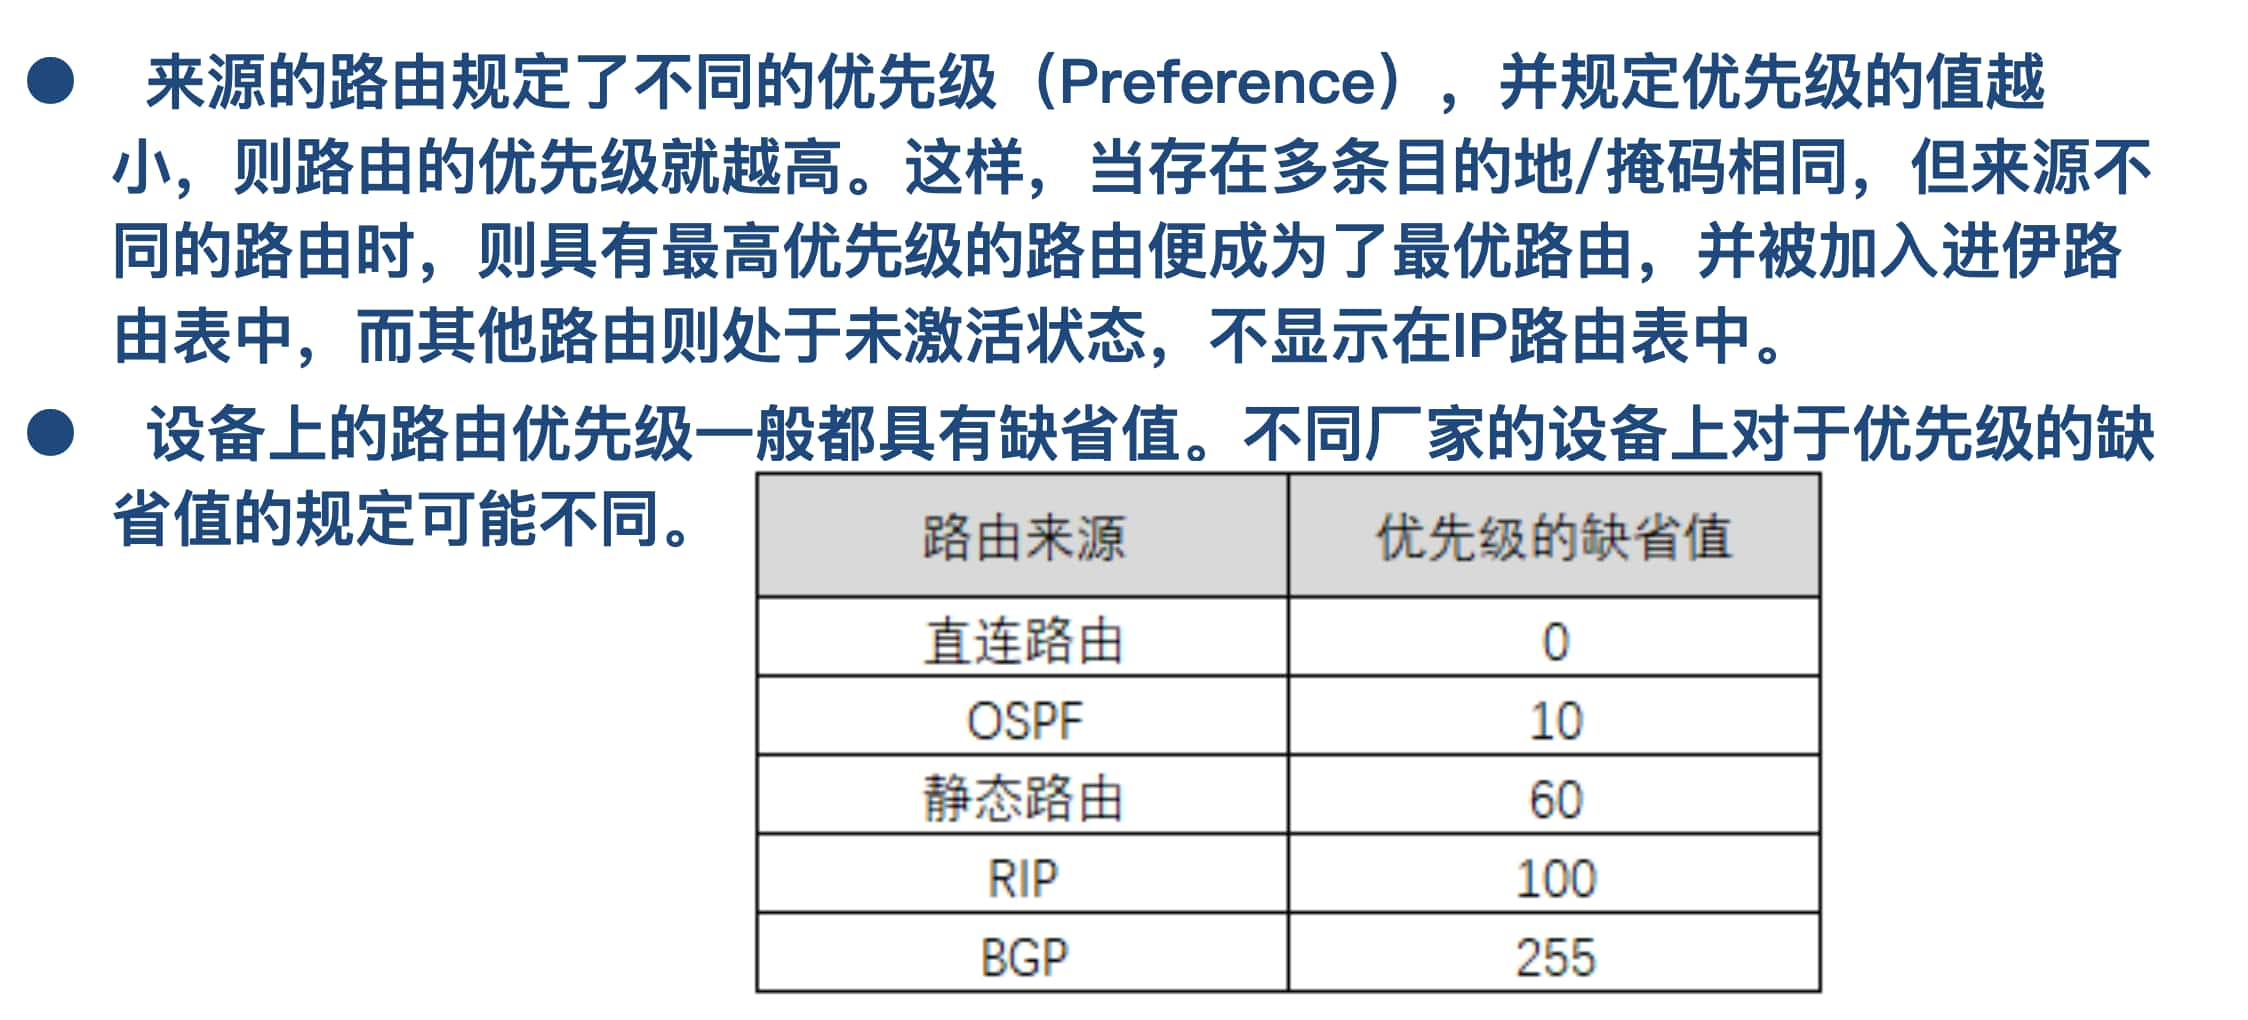 ● 来源的路由规定了不同的优先级（Preference），并规定优先级的值越
小，则路由的优先级就越高。这样，当存在多条目的地/掩码相同，但来源不
同的路由时，则具有最高优先级的路由便成为了最优路由，并被加入进伊路
由表中，而其他路由则处于未激活状态，不显示在IP路由表中。
● 设备上的路由优先级一般都具有缺省值。不同厂家的设备上对于优先级的缺
省值的规定可能不同。
路由来源 优先级的缺省值
直连路由 0
OSPF 10
静态路由 60
RIP 100
BGP 255